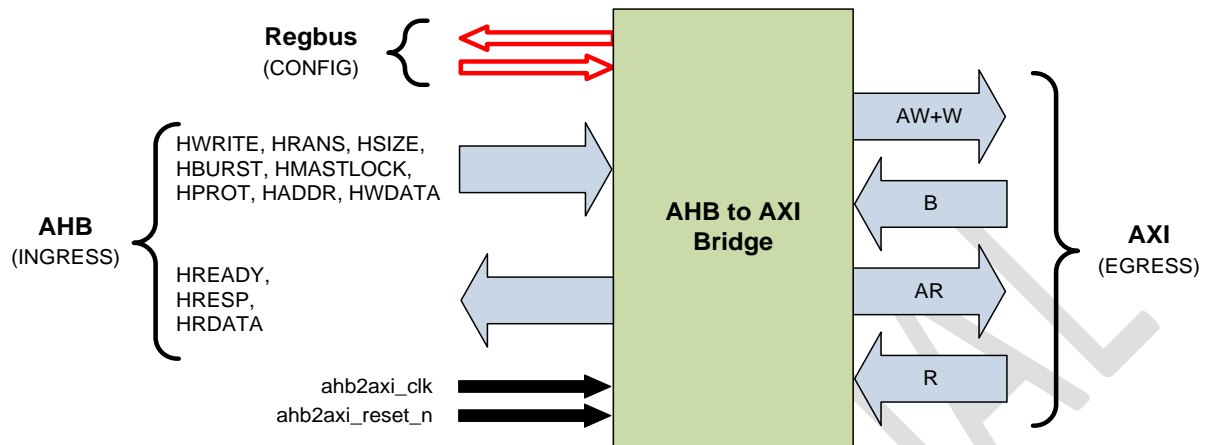 Regbus
(CONFIG)
HWRITE, HRANS, HSIZE,
HBURST, HMASTLOCK,
HPROT, HADDR, HWDATA
AHB
(INGRESS)
HREADY,
HRESP,
HRDATA
ahb2axi_clk
ahb2axi_reset_n
AHB to AXI
Bridge
AW+W
B
AR
R
AXI
(EGRESS)